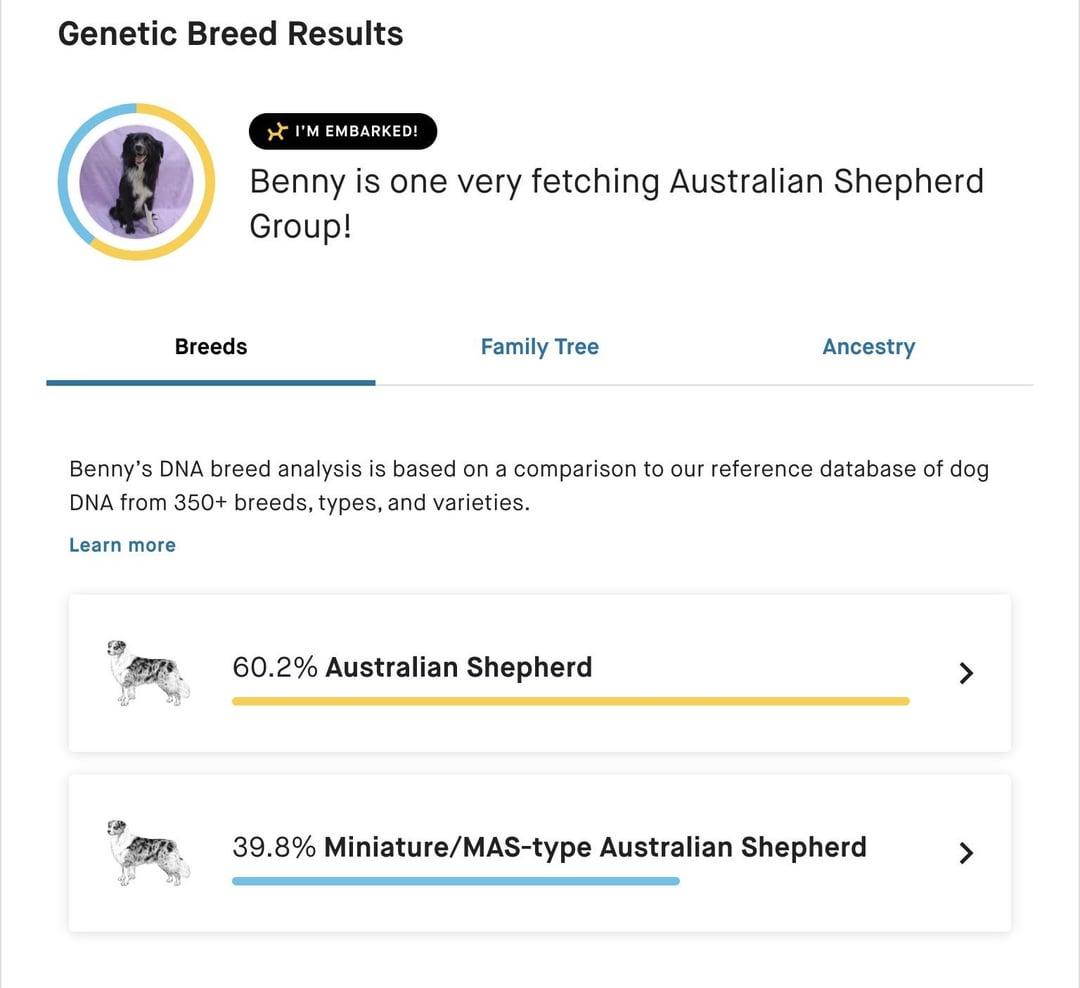 Genetic Breed Results
I'M EMBARKED!
Benny is one very fetching Australian Shepherd
Group!
Breeds
Family Tree
Ancestry
Benny’s DNA breed analysis is based on a comparison to our reference database of dog
DNA from 350+ breeds, types, and varieties.
Learn more
60.2% Australian Shepherd
39.8% Miniature/MAS-type Australian Shepherd